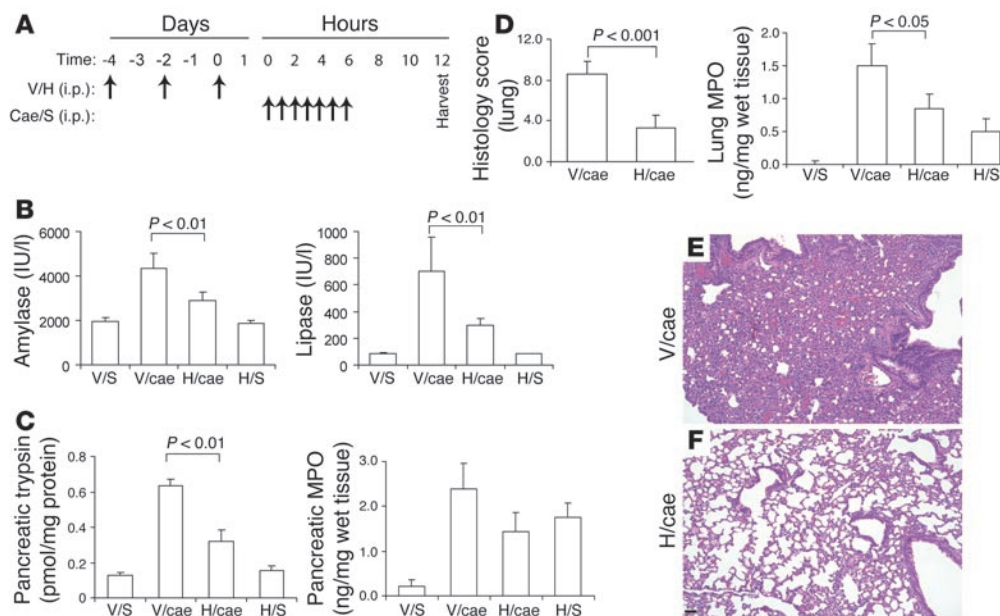 A
Days
Hours
Time: -4 -3 -2 -1 0 1 0 2 4 6 8 10 12
V/H (i.p.):
Cae/S (i.p.):
Harvest
B
Amylase (IU/l)
P < 0.01
6000
4000
2000
0
V/S V/cae H/cae H/S
Lipase (IU/l)
P < 0.01
1000
800
600
400
200
0
V/S V/cae H/cae H/S
C
Pancreatic trypsin
(pmol/mg protein)
P < 0.01
0.8
0.6
0.4
0.2
0
V/S V/cae H/cae H/S
Pancreatic MPO
(ng/mg wet tissue)
3.0
2.0
1.0
0.0
V/S V/cae H/cae H/S
D
Histology score
(lung)
P < 0.001
12.0
8.0
4.0
0.0
V/cae H/cae
Lung MPO
(ng/mg wet tissue)
P < 0.05
2.0
1.5
1.0
0.5
0.0
V/S V/cae H/cae H/S
E
V/cae
F
H/cae